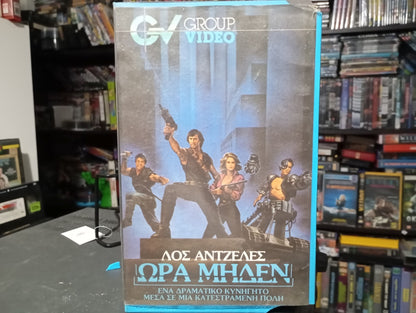 GV GROUP
VIDEO
ΛΟΣ ΑΝΤΖΕΛΕΣ
ΩΡΑ ΜΗΔΕΝ
ΕΝΑ ΔΡΑΜΑΤΙΚΟ ΚΥΝΗΓΗΤΟ
ΜΕΣΑ ΣΕ ΜΙΑ ΚΑΤΕΣΤΡΑΜΕΝΗ ΠΟΛΗ